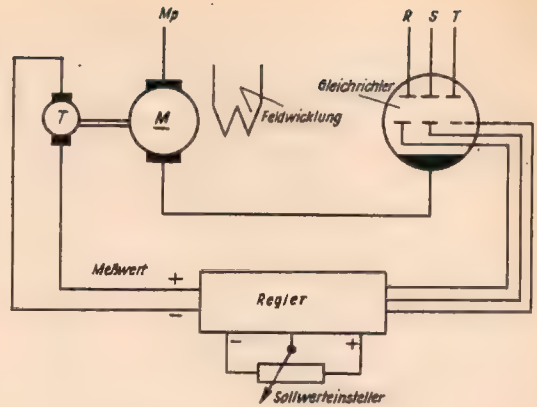 Mp
R S T
Gleichrichter
T
M
Feldwicklung
Meßwert
+
-
Regler
- +
Sollwerteinsteller